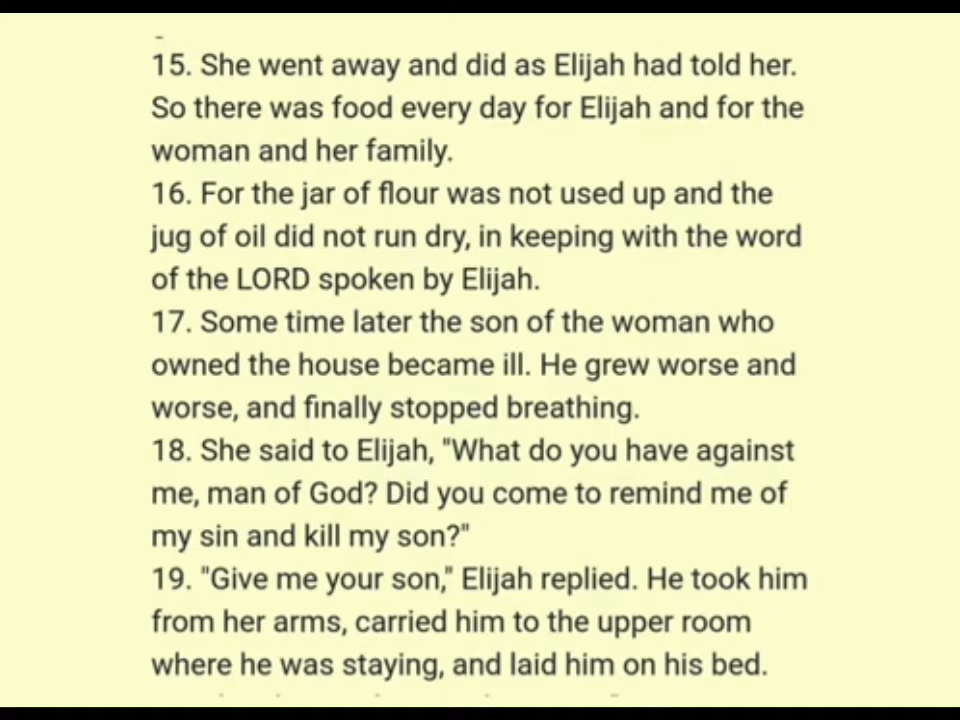 15. She went away and did as Elijah had told her.
So there was food every day for Elijah and for the
woman and her family.
16. For the jar of flour was not used up and the
jug of oil did not run dry, in keeping with the word
of the LORD spoken by Elijah.
17. Some time later the son of the woman who
owned the house became ill. He grew worse and
worse, and finally stopped breathing.
18. She said to Elijah, "What do you have against
me, man of God? Did you come to remind me of
my sin and kill my son?"
19. "Give me your son," Elijah replied. He took him
from her arms, carried him to the upper room
where he was staying, and laid him on his bed.